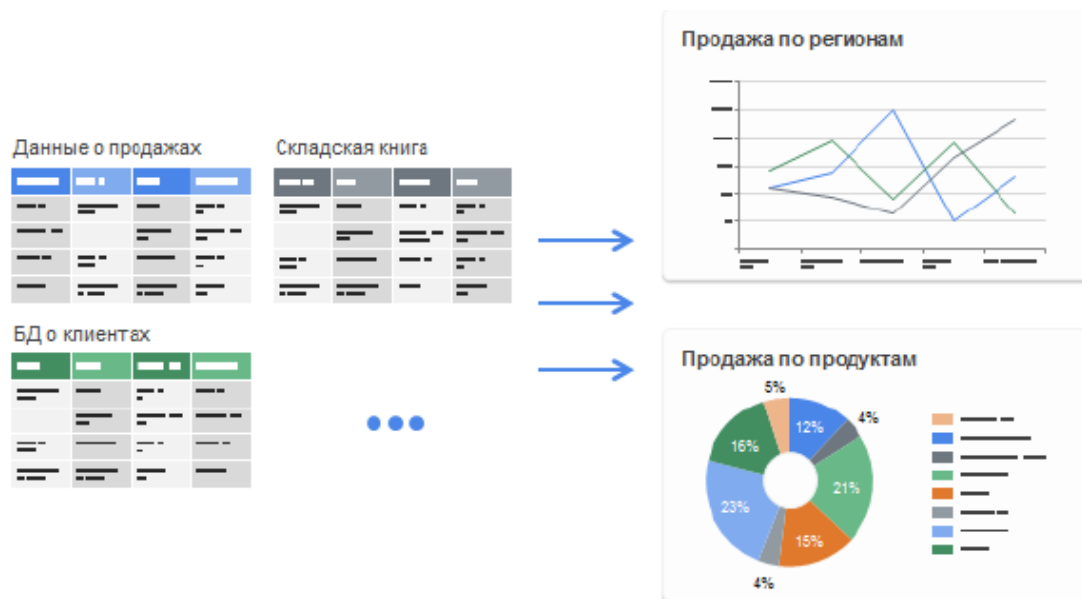 Продажа по регионам
Данные о продажах
Складская книга
БД о клиентах
Продажа по продуктам
5%
12%
4%
16%
21%
23%
15%
4%